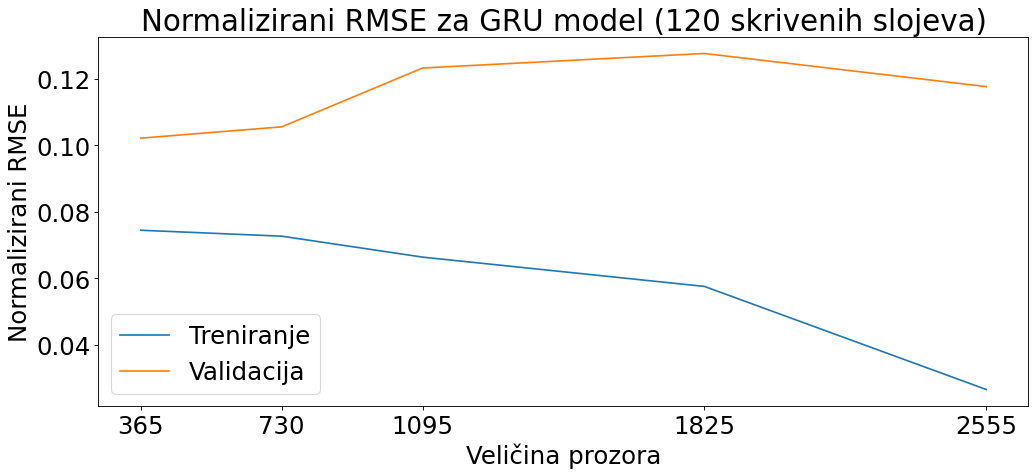 Normalizirani RMSE za GRU model (120 skrivenih slojeva)
Normalizirani RMSE
0.12
0.10
0.08
0.06
0.04
Treniranje
Validacija
365 730 1095 1825 2555
Veličina prozora